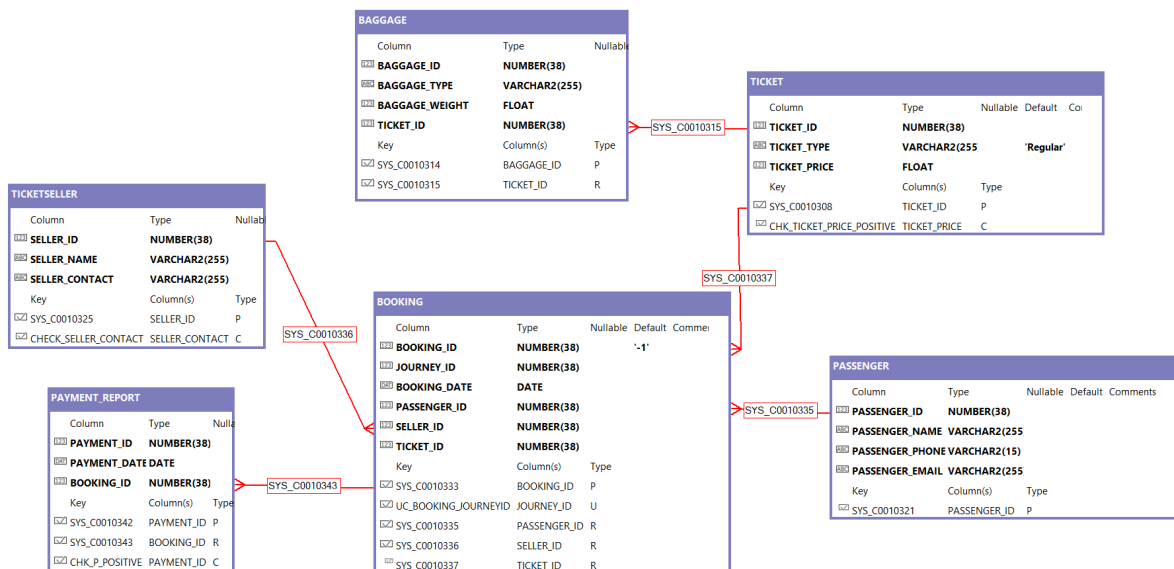 BAGGAGE
Column Type Nullable
BAGGAGE_ID NUMBER(38)
BAGGAGE_TYPE VARCHAR2(255)
BAGGAGE_WEIGHT FLOAT
TICKET_ID NUMBER(38)
Key Column(s) Type
SYS_C0010314 BAGGAGE_ID P
SYS_C0010315 TICKET_ID R
SYS_C0010315
TICKET
Column Type Nullable Default Co
TICKET_ID NUMBER(38)
TICKET_TYPE VARCHAR2(255 'Regular'
TICKET_PRICE FLOAT
Key Column(s) Type
SYS_C0010308 TICKET_ID P
CHK_TICKET_PRICE_POSITIVE TICKET_PRICE C
TICKETSELLER
Column Type Nullab
SELLER_ID NUMBER(38)
SELLER_NAME VARCHAR2(255)
SELLER_CONTACT VARCHAR2(255)
Key Column(s) Type
SYS_C0010325 SELLER_ID P
CHECK_SELLER_CONTACT SELLER_CONTACT C
SYS_C0010336
SYS_C0010337
BOOKING
Column Type Nullable Default Commer
BOOKING_ID NUMBER(38) '-1'
JOURNEY_ID NUMBER(38)
BOOKING_DATE DATE
PASSENGER_ID NUMBER(38)
SELLER_ID NUMBER(38)
TICKET_ID NUMBER(38)
Key Column(s) Type
SYS_C0010333 BOOKING_ID P
UC_BOOKING_JOURNEYID JOURNEY_ID U
SYS_C0010335 PASSENGER_ID R
SYS_C0010336 SELLER_ID R
SYS_C0010337 TICKET_ID R
SYS_C0010335
PASSENGER
Column Type Nullable Default Comments
PASSENGER_ID NUMBER(38)
PASSENGER_NAME VARCHAR2(255
PASSENGER_PHONE VARCHAR2(15)
PASSENGER_EMAIL VARCHAR2(255
Key Column(s) Type
SYS_C0010321 PASSENGER_ID P
PAYMENT_REPORT
Column Type Nulla
PAYMENT_ID NUMBER(38)
PAYMENT_DATE DATE
BOOKING_ID NUMBER(38)
Key Column(s) Type
SYS_C0010342 PAYMENT_ID P
SYS_C0010343 BOOKING_ID R
CHK_P_POSITIVE PAYMENT_ID C
SYS_C0010343